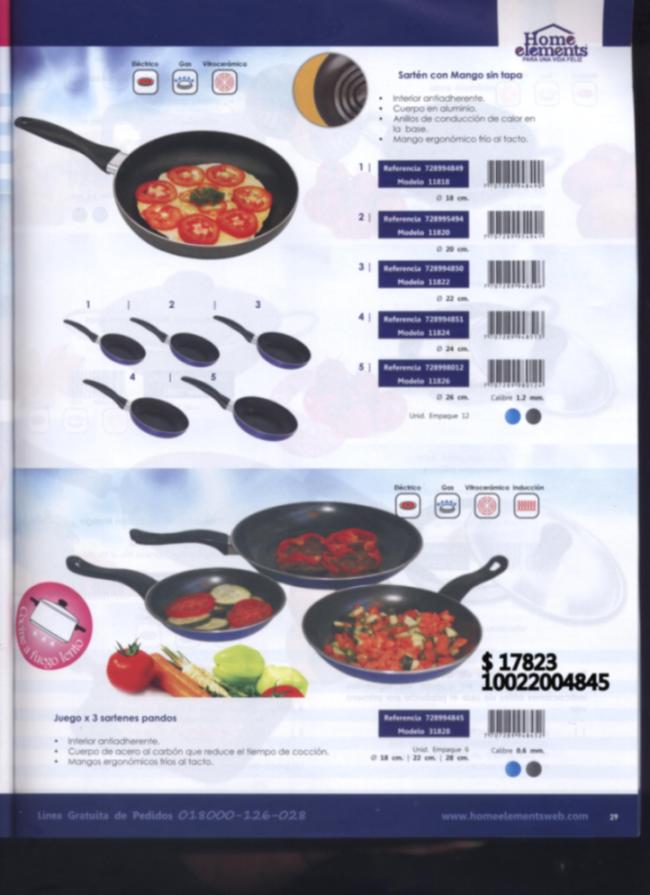 Home
elements
PARA UNA VIDA FELIZ
Eléctrico Gas Vitrocerámica
Sartén con Mango sin tapa
• Interior antiadherente.
• Cuerpo en aluminio.
• Anillos de conducción de calor en
la base.
• Mango ergonómico frío al tacto.
1 | Referencia 728994849
Modelo 11818
Ø 18 cm.
2 | Referencia 728995494
Modelo 11820
Ø 20 cm.
3 | Referencia 728994850
Modelo 11822
Ø 22 cm.
4 | Referencia 728994851
Modelo 11824
Ø 24 cm.
5 | Referencia 728998012
Modelo 11826
Ø 26 cm. Calibre 1.2 mm.
Unid. Empaque 12
1 | 2 | 3
4 | 5
Eléctrico Gas Vitrocerámica Inducción
Cocine a fuego lento
$ 17823
10022004845
Juego x 3 sartenes pandos
• Interior antiadherente.
• Cuerpo de acero al carbón que reduce el tiempo de cocción.
• Mangos ergonómicos fríos al tacto.
Referencia 728994845
Modelo 31828
Unid. Empaque 6 Calibre 0.6 mm.
Ø 18 cm. | 22 cm. | 28 cm.
Línea Gratuita de Pedidos 018000-126-028
www.homeelementsweb.com 29